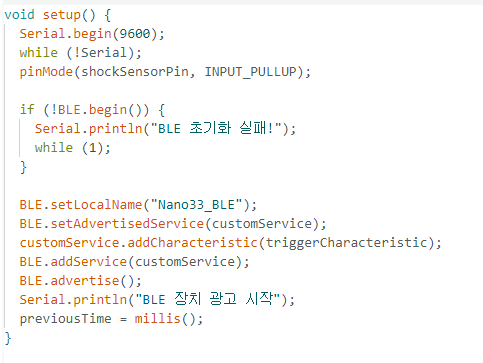 void setup() {
  Serial.begin(9600);
  while (!Serial);
  pinMode(shockSensorPin, INPUT_PULLUP);

  if (!BLE.begin()) {
    Serial.println("BLE 초기화 실패!");
    while (1);
  }

  BLE.setLocalName("Nano33_BLE");
  BLE.setAdvertisedService(customService);
  customService.addCharacteristic(triggerCharacteristic);
  BLE.addService(customService);
  BLE.advertise();
  Serial.println("BLE 장치 광고 시작");
  previousTime = millis();
}